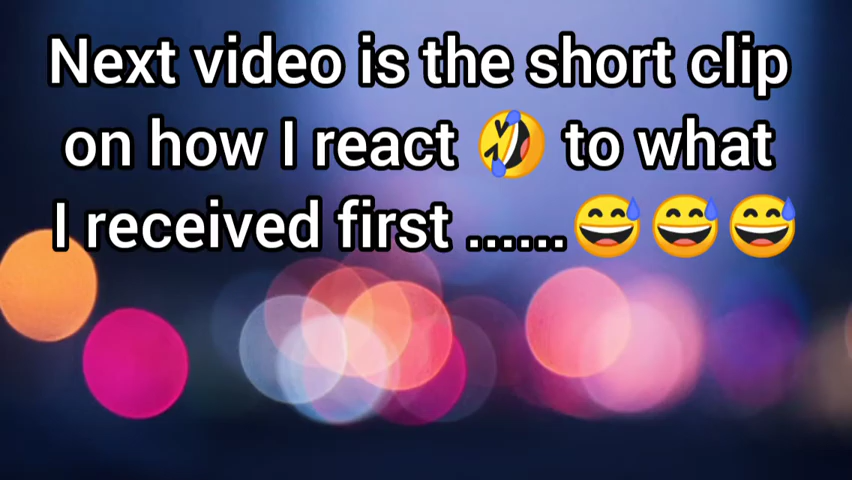 Next video is the short clip
on how I react 🤣 to what
I received first ......😅😅😅